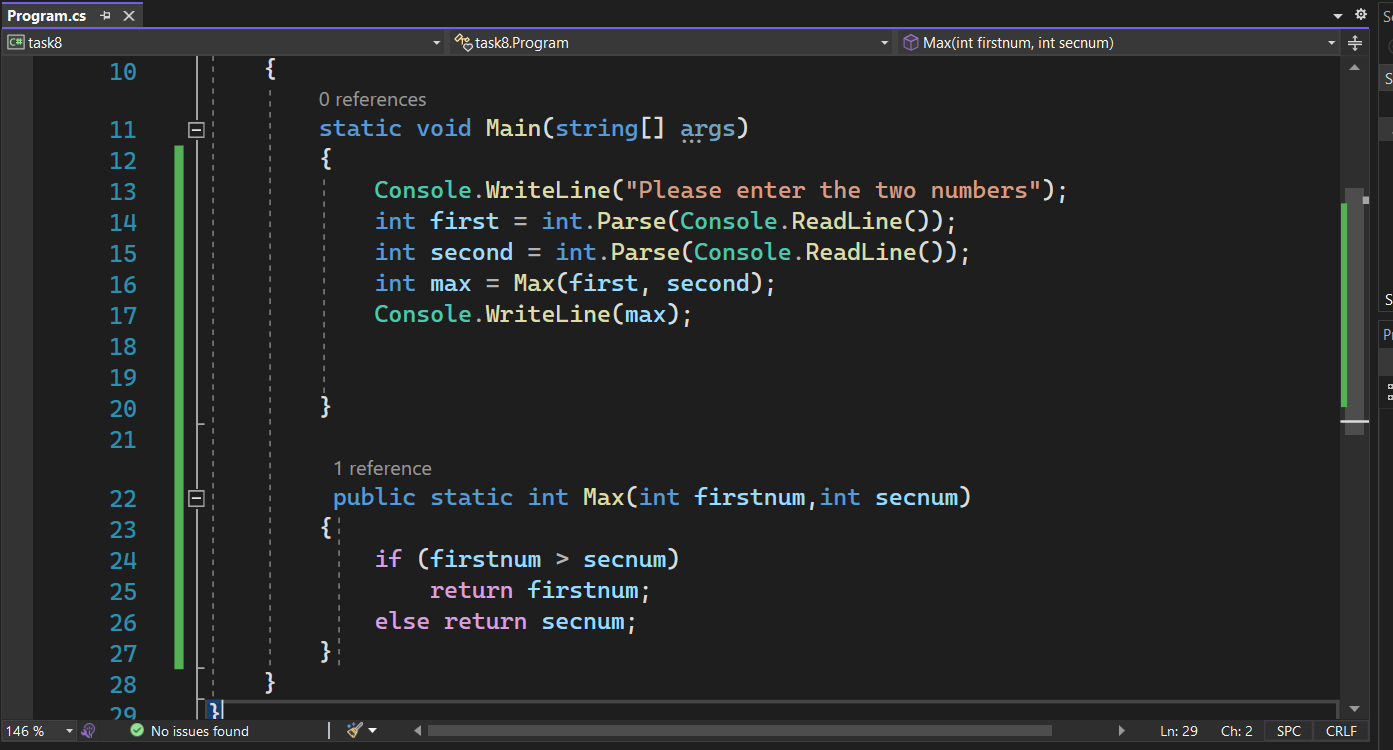 Program.cs
task8
task8.Program
Max(int firstnum, int secnum)
10 {
0 references
11 static void Main(string[] args)
12 {
13 Console.WriteLine("Please enter the two numbers");
14 int first = int.Parse(Console.ReadLine());
15 int second = int.Parse(Console.ReadLine());
16 int max = Max(first, second);
17 Console.WriteLine(max);
18
19
20 }
21
1 reference
22 public static int Max(int firstnum,int secnum)
23 {
24 if (firstnum > secnum)
25 return firstnum;
26 else return secnum;
27 }
28 }
29 }
146 %
No issues found
Ln: 29
Ch: 2
SPC
CRLF